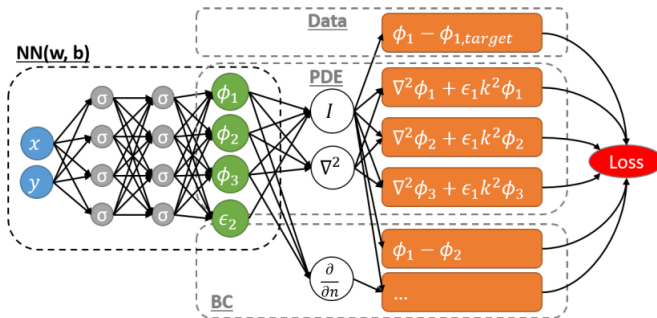 Data
NN(w, b)
ϕ₁ − ϕ₁,target
PDE
σ σ ϕ₁
I
∇²ϕ₁ + ϵ₁k²ϕ₁
x
σ σ ϕ₂
∇²ϕ₂ + ϵ₁k²ϕ₂
∇²
Loss
y
σ σ ϕ₃
∇²ϕ₃ + ϵ₁k²ϕ₃
σ σ ϵ₂
ϕ₁ − ϕ₂
∂/∂n
...
BC